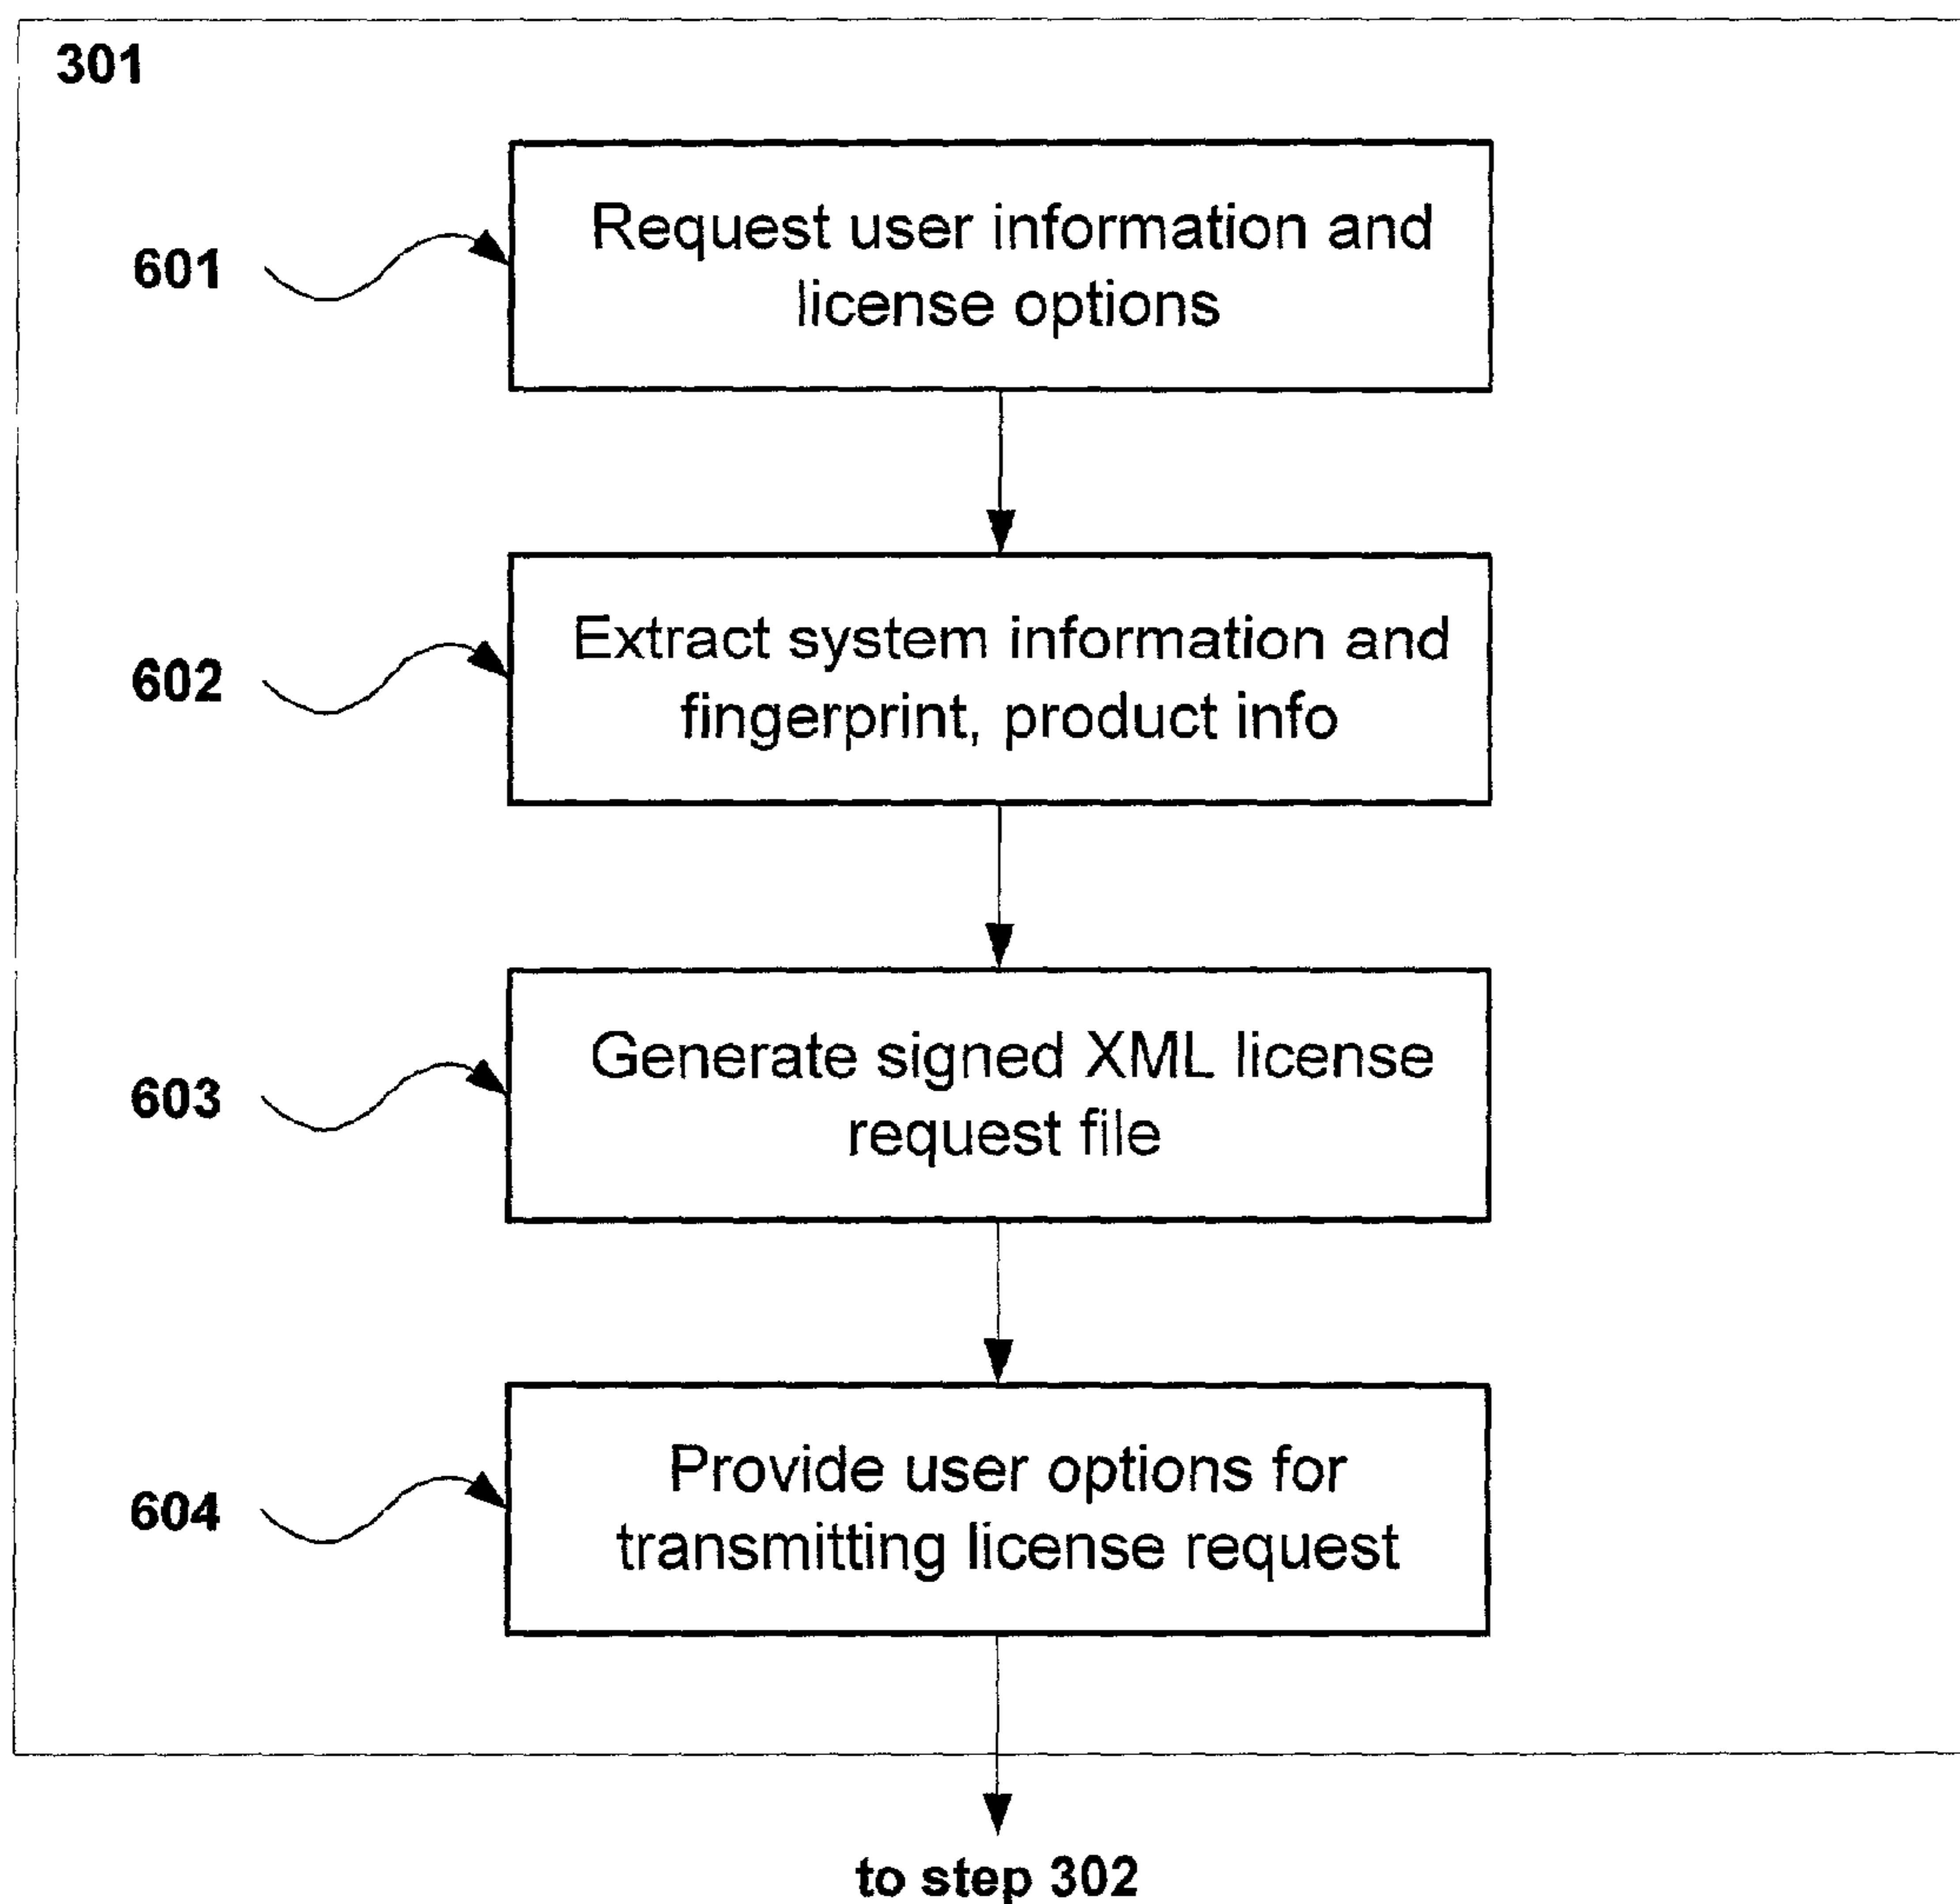 301
601
Request user information and
license options
602
Extract system information and
fingerprint, product info
603
Generate signed XML license
request file
604
Provide user options for
transmitting license request
to step 302